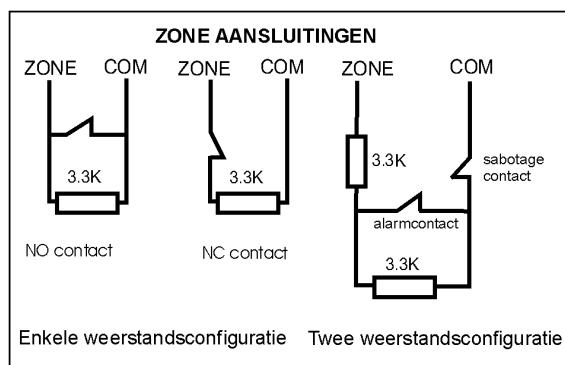 ZONE AANSLUITINGEN
ZONE COM ZONE COM ZONE COM
3.3K 3.3K 3.3K
sabotage
contact
alarmcontact
NO contact NC contact
3.3K
Enkele weerstandsconfiguratie Twee weerstandsconfiguratie